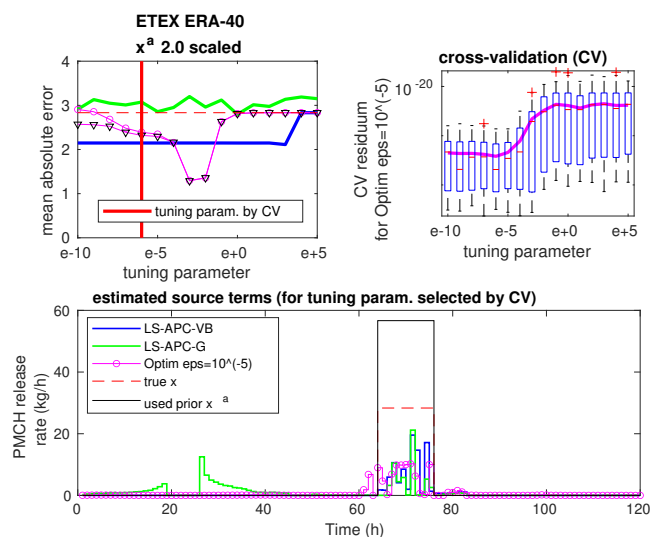 ETEX ERA-40
x^a 2.0 scaled
mean absolute error
4
3
2
1
0
tuning param. by CV
e-10
e-5
e+0
e+5
tuning parameter
cross-validation (CV)
CV residuum
for Optim eps=10^(-5)
10^-20
e-10
e-5
e+0
e+5
tuning parameter
estimated source terms (for tuning param. selected by CV)
PMCH release
rate (kg/h)
60
40
20
0
LS-APC-VB
LS-APC-G
Optim eps=10^(-5)
true x
used prior x^a
0
20
40
60
80
100
120
Time (h)